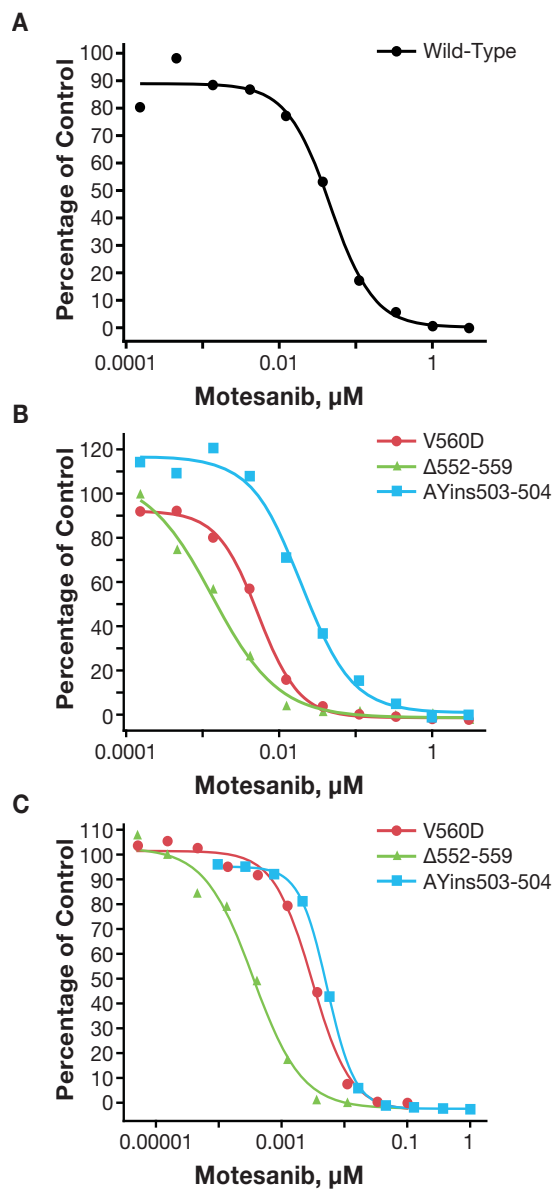 A
Percentage of Control
100
90
80
70
60
50
40
30
20
10
0
Wild-Type
0.0001
0.01
1
Motesanib, µM
B
Percentage of Control
120
100
80
60
40
20
0
V560D
Δ552-559
AYins503-504
0.0001
0.01
1
Motesanib, µM
C
Percentage of Control
110
100
90
80
70
60
50
40
30
20
10
0
V560D
Δ552-559
AYins503-504
0.00001
0.001
0.1
1
Motesanib, µM